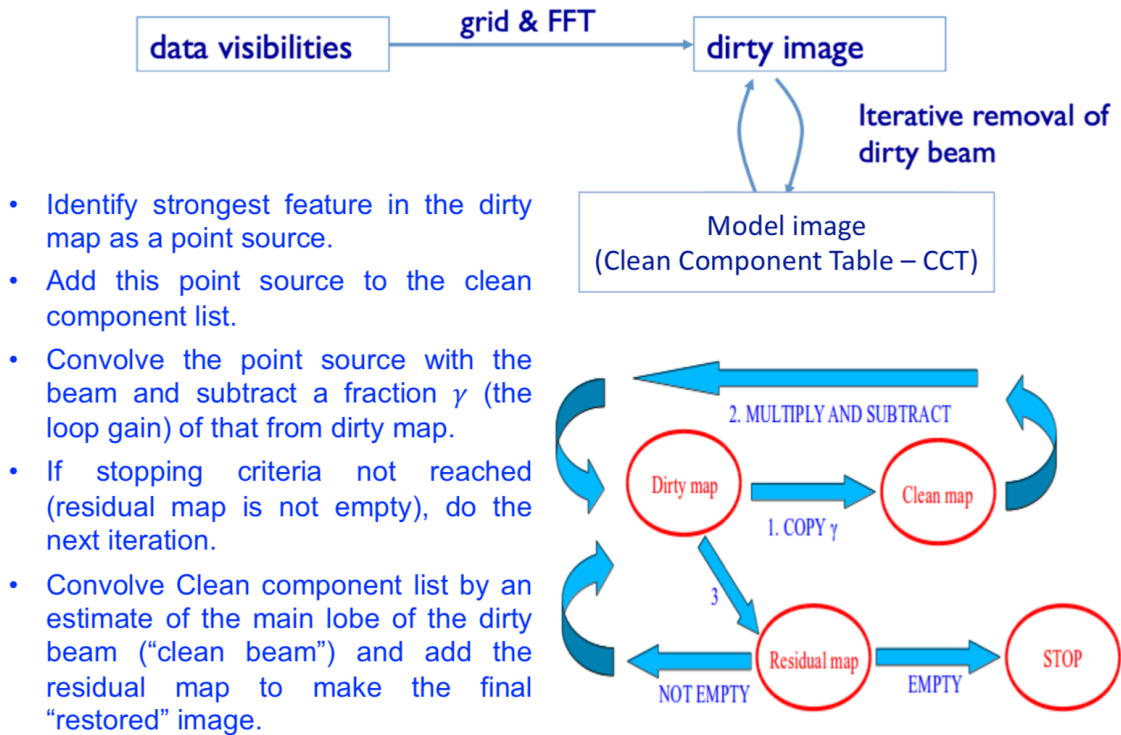 data visibilities
grid & FFT
dirty image
Iterative removal of
dirty beam
Model image
(Clean Component Table – CCT)
• Identify strongest feature in the dirty
map as a point source.
• Add this point source to the clean
component list.
• Convolve the point source with the
beam and subtract a fraction γ (the
loop gain) of that from dirty map.
• If stopping criteria not reached
(residual map is not empty), do the
next iteration.
• Convolve Clean component list by an
estimate of the main lobe of the dirty
beam (“clean beam”) and add the
residual map to make the final
“restored” image.
2. MULTIPLY AND SUBTRACT
Dirty map
Clean map
1. COPY γ
3
Residual map
STOP
NOT EMPTY
EMPTY